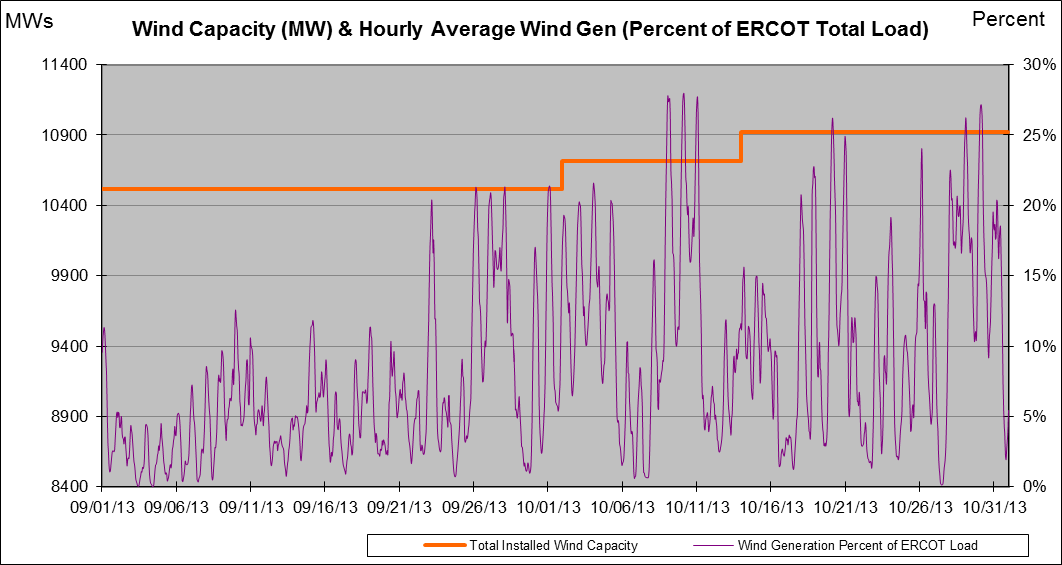 MWs
Wind Capacity (MW) & Hourly Average Wind Gen (Percent of ERCOT Total Load)
Percent
11400
30%
10900
25%
10400
20%
9900
15%
9400
10%
8900
5%
8400
0%
09/01/13 09/06/13 09/11/13 09/16/13 09/21/13 09/26/13 10/01/13 10/06/13 10/11/13 10/16/13 10/21/13 10/26/13 10/31/13
Total Installed Wind Capacity
Wind Generation Percent of ERCOT Load